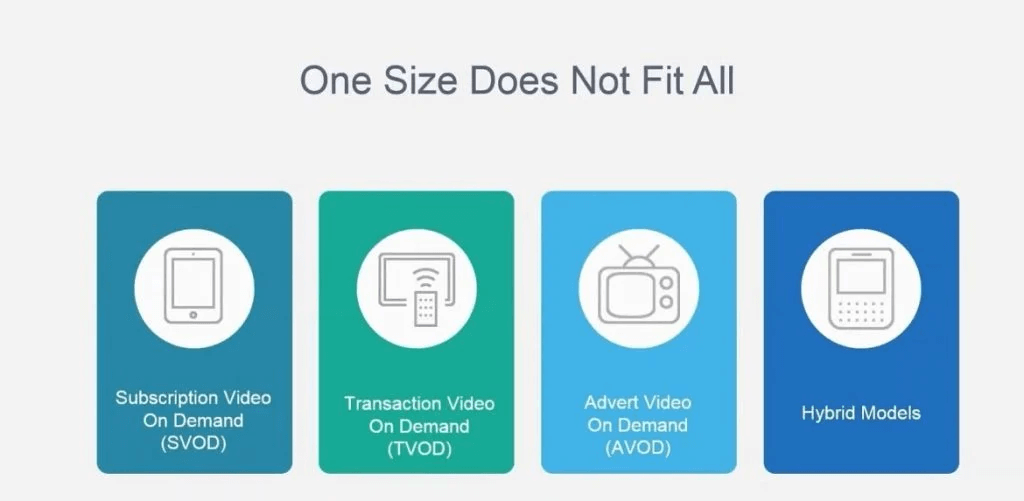 One Size Does Not Fit All
Subscription Video
On Demand
(SVOD)
Transaction Video
On Demand
(TVOD)
Advert Video
On Demand
(AVOD)
Hybrid Models